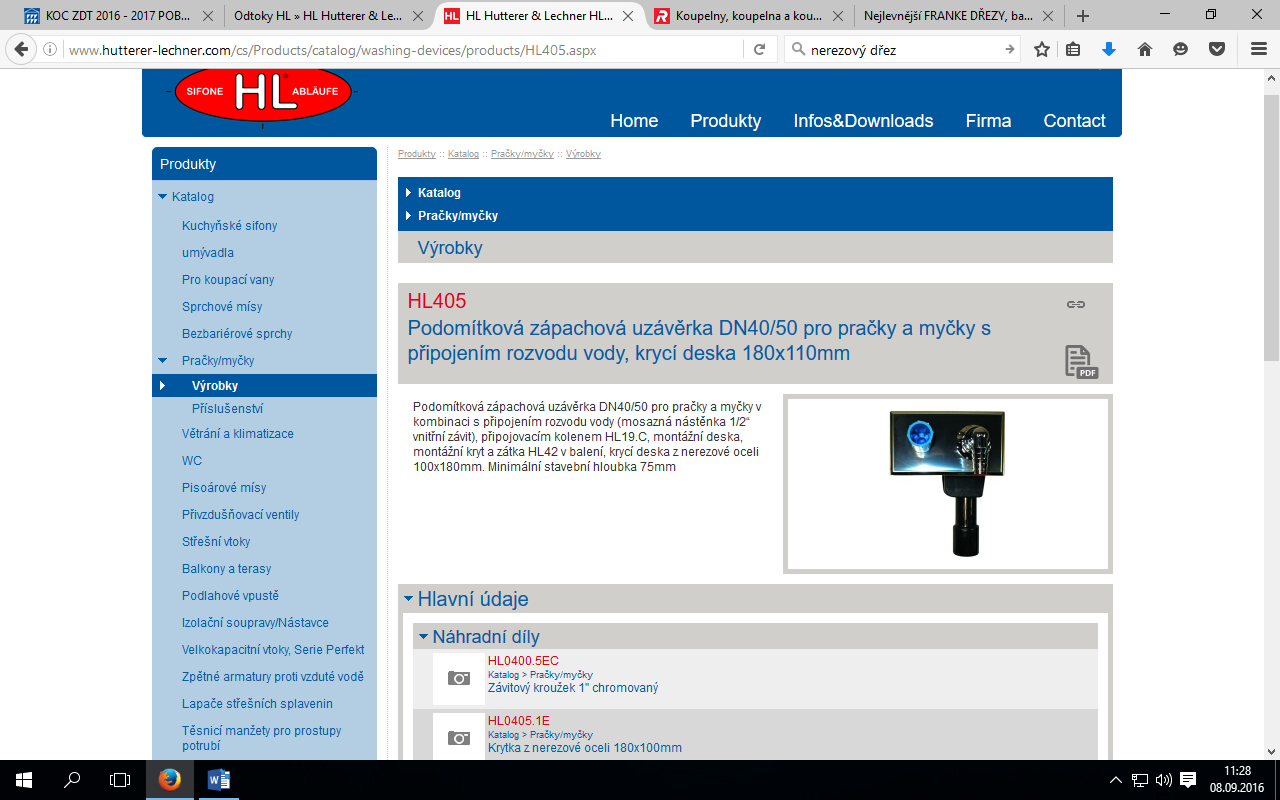 KOC ZDT 2016 - 2017 POB...
Odtoky HL » HL Hutterer & Le...
HL Hutterer & Lechner HL...
Koupelny, koupelna a kou...
Nejlevnější FRANKE DŘEZY, ba...
www.hutterer-lechner.com/cs/Products/catalog/washing-devices/products/HL405.aspx
nerezový dřez
SIFONE HL ABLÄUFE
Home Produkty Infos&Downloads Firma Contact
Produkty
Katalog
Kuchyňské sifony
umývadla
Pro koupací vany
Sprchové mísy
Bezbariérové sprchy
Pračky/myčky
Výrobky
Příslušenství
Větrání a klimatizace
WC
Pisoárové mísy
Přivzdušňovací ventily
Střešní vtoky
Balkony a terasy
Podlahové vpustě
Izolační soupravy/Nástavce
Velkokapacitní vtoky, Serie Perfekt
Zpětné armatury proti vzduté vodě
Lapače střešních splavenin
Těsnicí manžety pro prostupy
potrubí
Produkty :: Katalog :: Pračky/myčky :: Výrobky
Katalog
Pračky/myčky
Výrobky
HL405
Podomítková zápachová uzávěrka DN40/50 pro pračky a myčky s
připojením rozvodu vody, krycí deska 180x110mm
PDF
Podomítková zápachová uzávěrka DN40/50 pro pračky a myčky v
kombinaci s připojením rozvodu vody (mosazná nástěnka 1/2“
vnitřní závit), připojovacím kolenem HL19.C, montážní deska,
montážní kryt a zátka HL42 v balení, krycí deska z nerezové oceli
100x180mm. Minimální stavební hloubka 75mm
Hlavní údaje
Náhradní díly
HL0400.5EC
Katalog > Pračky/myčky
Závitový kroužek 1" chromovaný
HL0405.1E
Katalog > Pračky/myčky
Krytka z nerezové oceli 180x100mm
11:28
08.09.2016